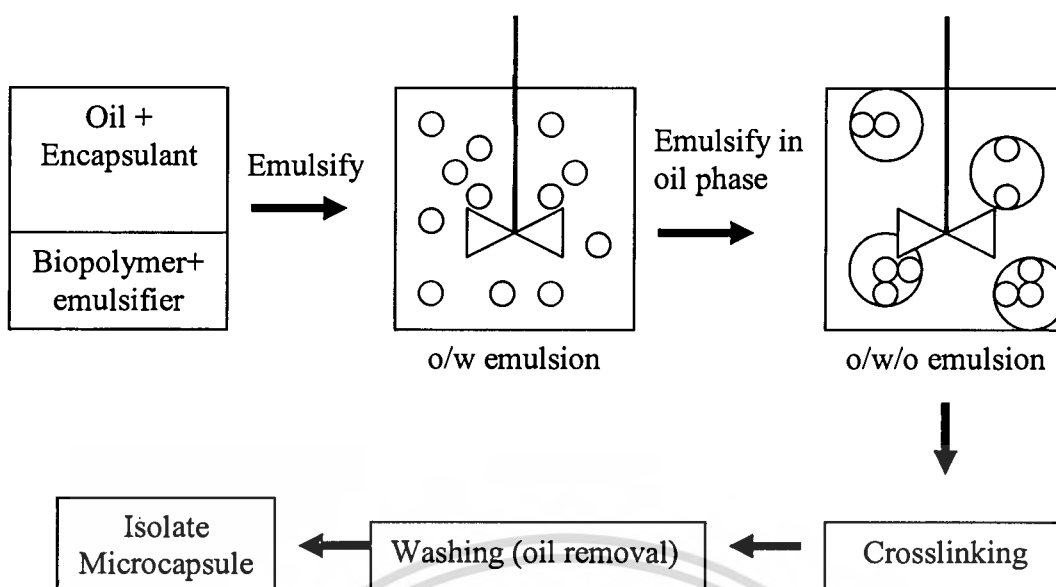 Oil +
Encapsulant
Biopolymer+
emulsifier
Emulsify
o/w emulsion
Emulsify in
oil phase
o/w/o emulsion
Crosslinking
Washing (oil removal)
Isolate
Microcapsule